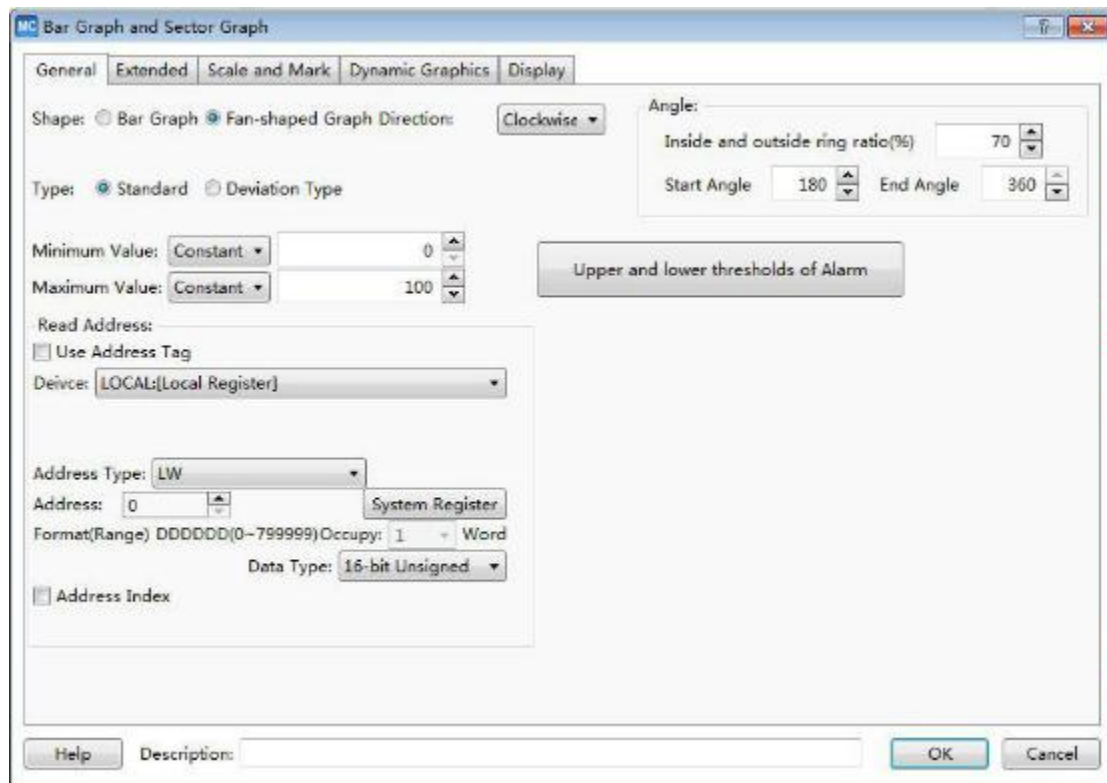 MC Bar Graph and Sector Graph
General Extended Scale and Mark Dynamic Graphics Display
Shape: Bar Graph Fan-shaped Graph Direction: Clockwise
Angle:
Inside and outside ring ratio(%) 70
Start Angle 180 End Angle 360
Type: Standard Deviation Type
Minimum Value: Constant 0
Maximum Value: Constant 100
Upper and lower thresholds of Alarm
Read Address:
Use Address Tag
Deivce: LOCAL:[Local Register]
Address Type: LW
Address: 0 System Register
Format(Range) DDDDDD(0~799999)Occupy: 1 Word
Data Type: 16-bit Unsigned
Address Index
Help Description: OK Cancel